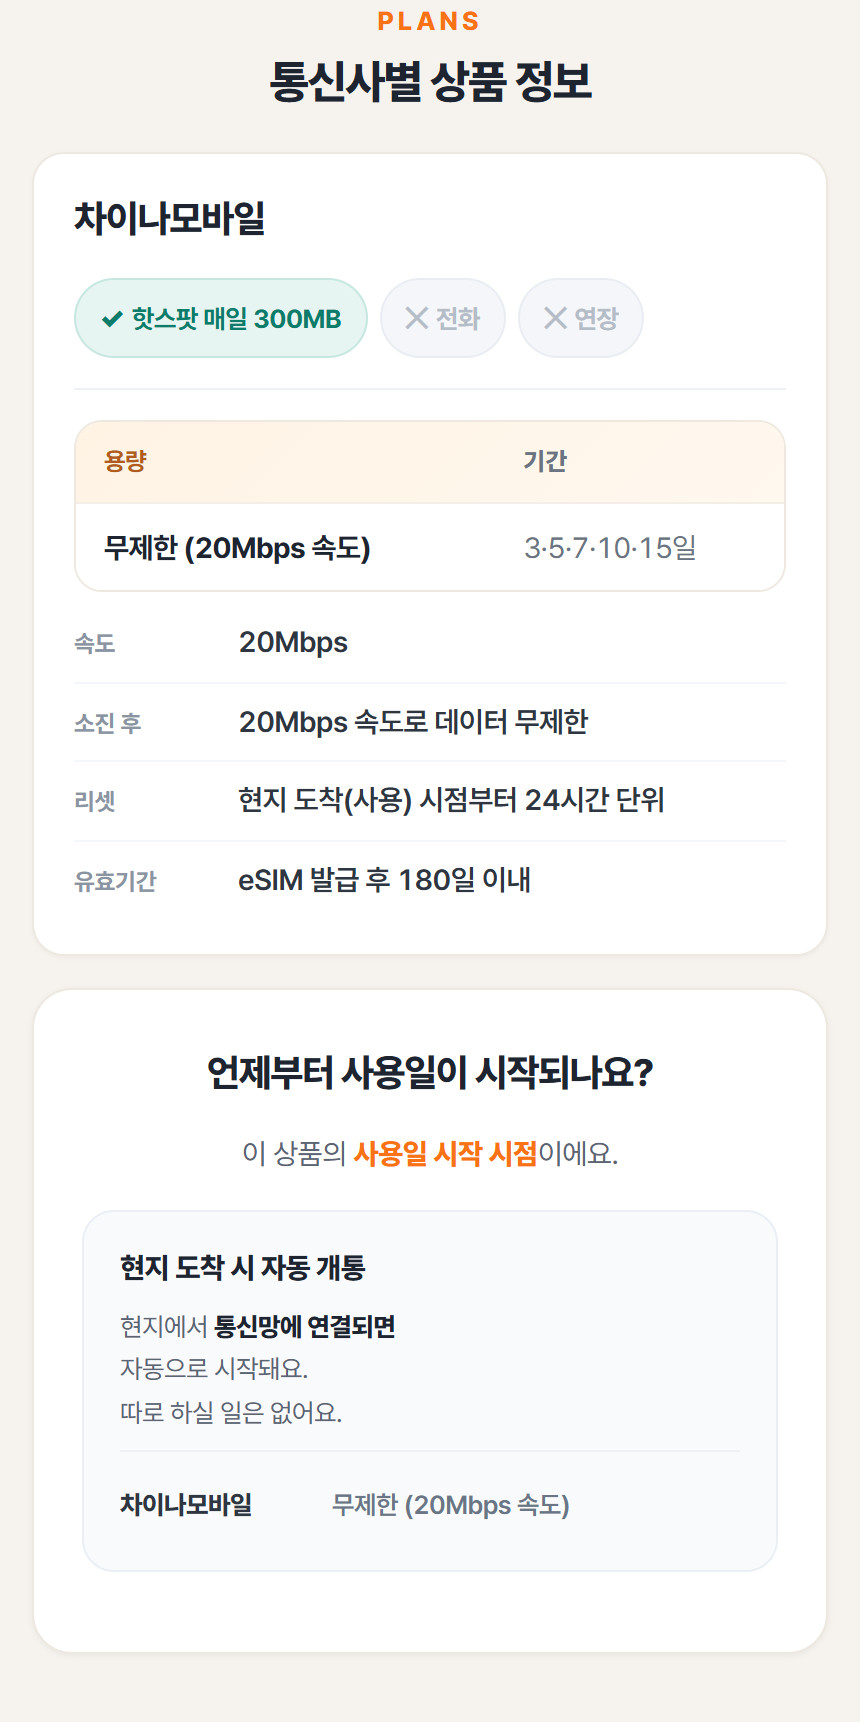 PLANS
통신사별 상품 정보
차이나모바일
✓ 핫스팟 매일 300MB
✕ 전화
✕ 연장
용량 기간
무제한 (20Mbps 속도) 3·5·7·10·15일
속도 20Mbps
소진 후 20Mbps 속도로 데이터 무제한
리셋 현지 도착(사용) 시점부터 24시간 단위
유효기간 eSIM 발급 후 180일 이내
언제부터 사용일이 시작되나요?
이 상품의 사용일 시작 시점이에요.
현지 도착 시 자동 개통
현지에서 통신망에 연결되면
자동으로 시작돼요.
따로 하실 일은 없어요.
차이나모바일 무제한 (20Mbps 속도)